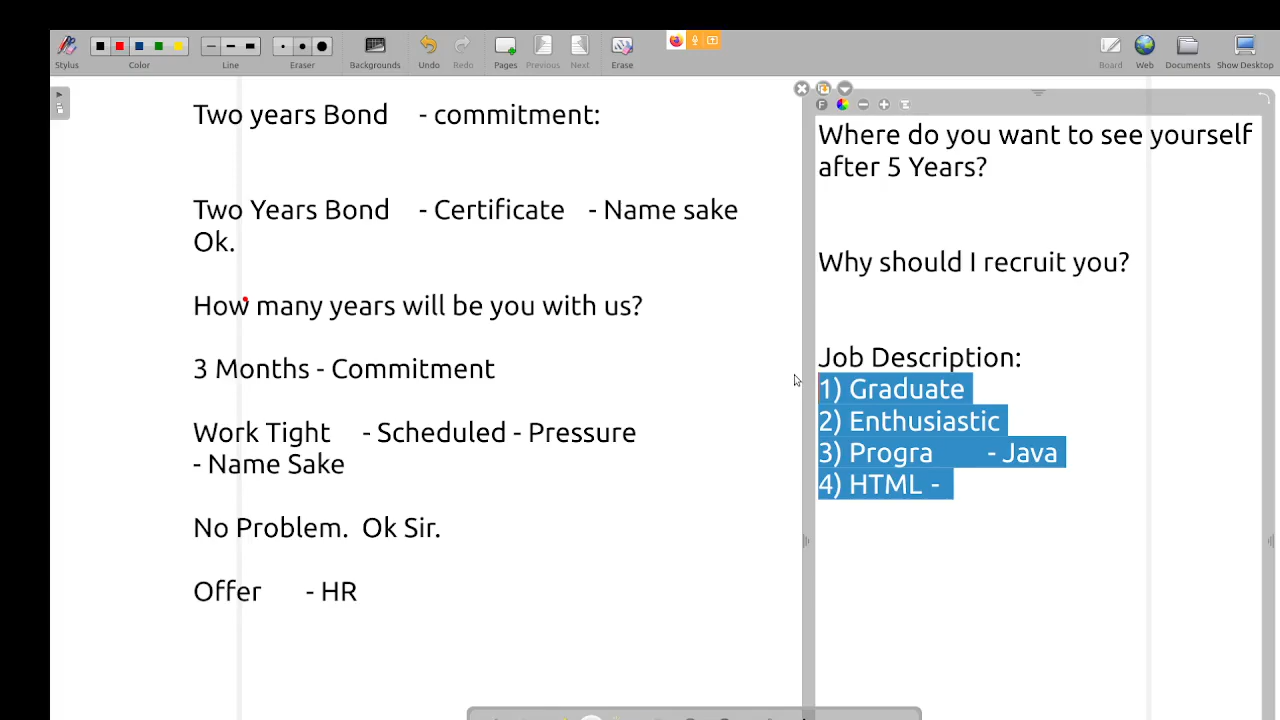 Stylus
Color
Line
Eraser
Backgrounds
Undo
Redo
Pages
Previous
Next
Erase
Board
Web
Documents
Show Desktop
Two years Bond - commitment:
Two Years Bond - Certificate - Name sake
Ok.
How many years will be you with us?
3 Months - Commitment
Work Tight - Scheduled - Pressure
- Name Sake
No Problem. Ok Sir.
Offer - HR
F
Where do you want to see yourself
after 5 Years?
Why should I recruit you?
Job Description:
1) Graduate
2) Enthusiastic
3) Progra - Java
4) HTML -